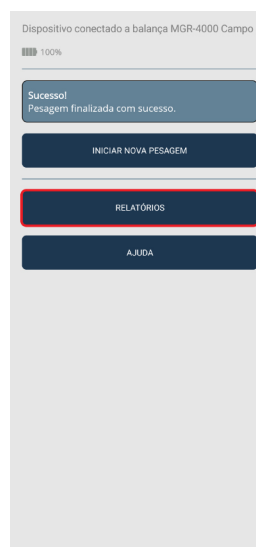 Dispositivo conectado a balança MGR-4000 Campo
100%
Sucesso!
Pesagem finalizada com sucesso.
INICIAR NOVA PESAGEM
RELATÓRIOS
AJUDA